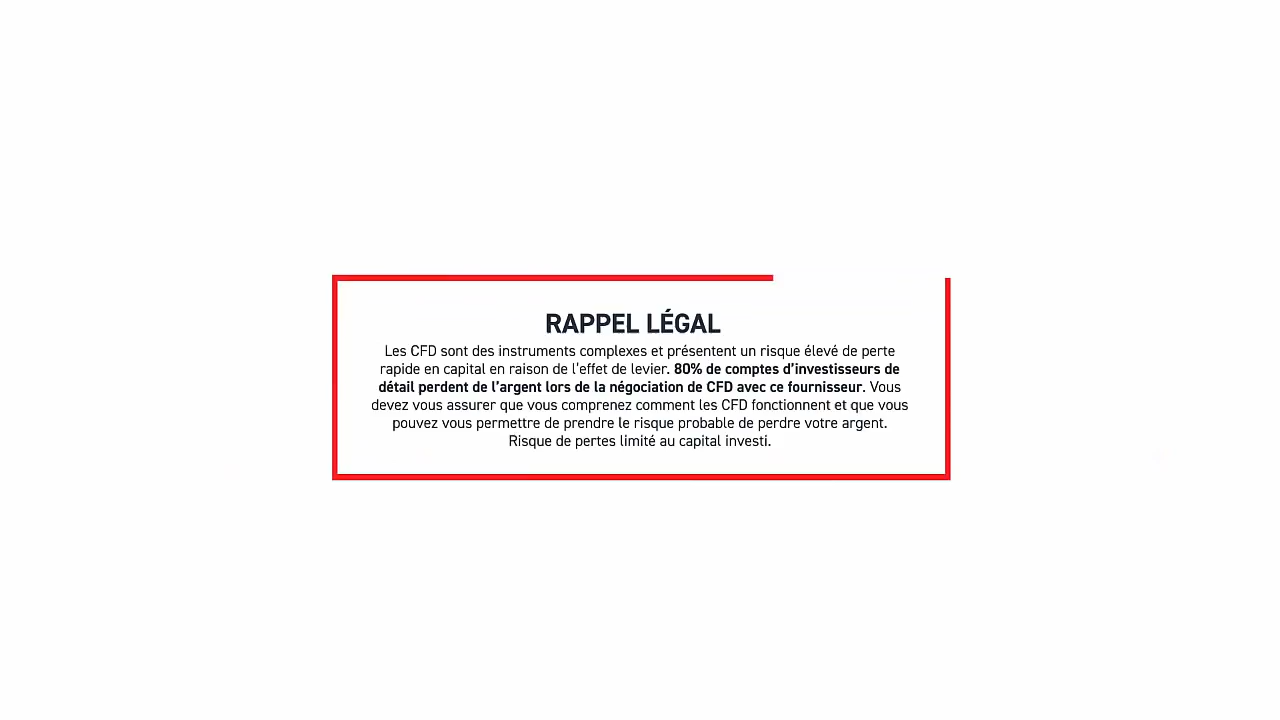 RAPPEL LÉGAL
Les CFD sont des instruments complexes et présentent un risque élevé de perte
rapide en capital en raison de l'effet de levier. 80% de comptes d'investisseurs de
détail perdent de l'argent lors de la négociation de CFD avec ce fournisseur. Vous
devez vous assurer que vous comprenez comment les CFD fonctionnent et que vous
pouvez vous permettre de prendre le risque probable de perdre votre argent.
Risque de pertes limité au capital investi.